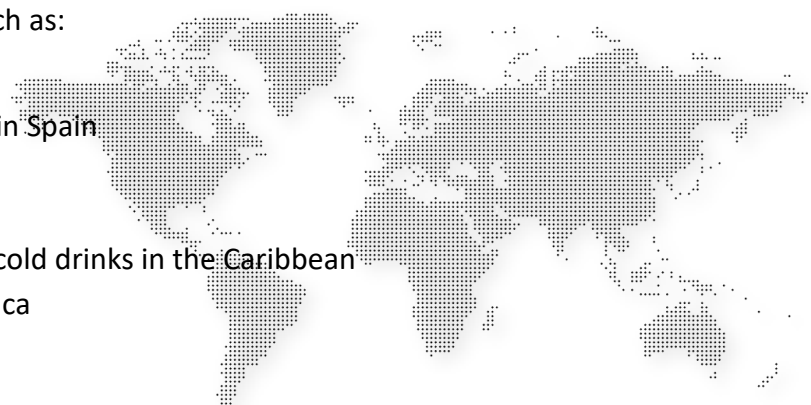 ch as:
in Spain
cold drinks in the Caribbean
ca